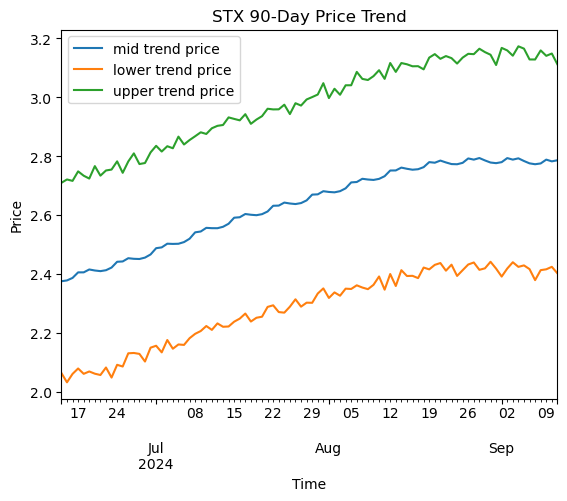 STX 90-Day Price Trend
mid trend price
lower trend price
upper trend price
Price
3.2
3.0
2.8
2.6
2.4
2.2
2.0
17 24 08 15 22 29 05 12 19 26 02 09
Jul Aug Sep
2024
Time